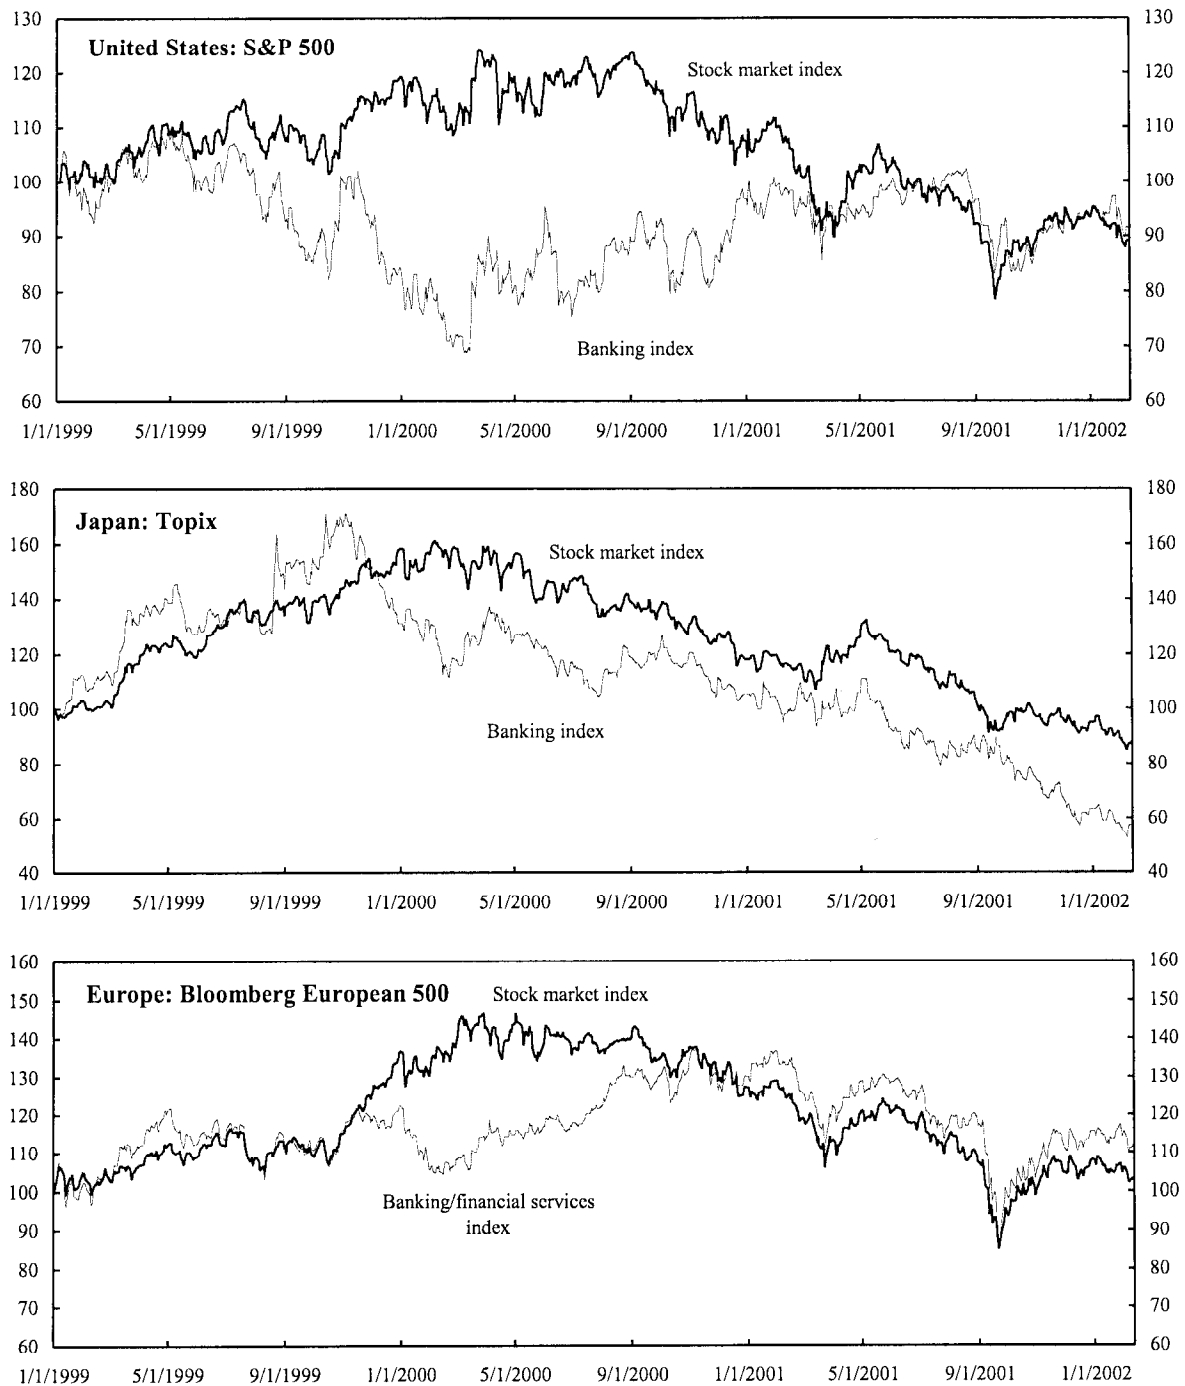 130 130
United States: S&P 500
Stock market index
120 120
110 110
100 100
90 90
80 80
Banking index
70 70
60 60
1/1/1999 5/1/1999 9/1/1999 1/1/2000 5/1/2000 9/1/2000 1/1/2001 5/1/2001 9/1/2001 1/1/2002
180 180
Japan: Topix
160 Stock market index 160
140 140
120 120
100 100
Banking index
80 80
60 60
40 40
1/1/1999 5/1/1999 9/1/1999 1/1/2000 5/1/2000 9/1/2000 1/1/2001 5/1/2001 9/1/2001 1/1/2002
160 160
Europe: Bloomberg European 500 Stock market index
150 150
140 140
130 130
120 120
110 110
100 100
Banking/financial services
index
90 90
80 80
70 70
60 60
1/1/1999 5/1/1999 9/1/1999 1/1/2000 5/1/2000 9/1/2000 1/1/2001 5/1/2001 9/1/2001 1/1/2002